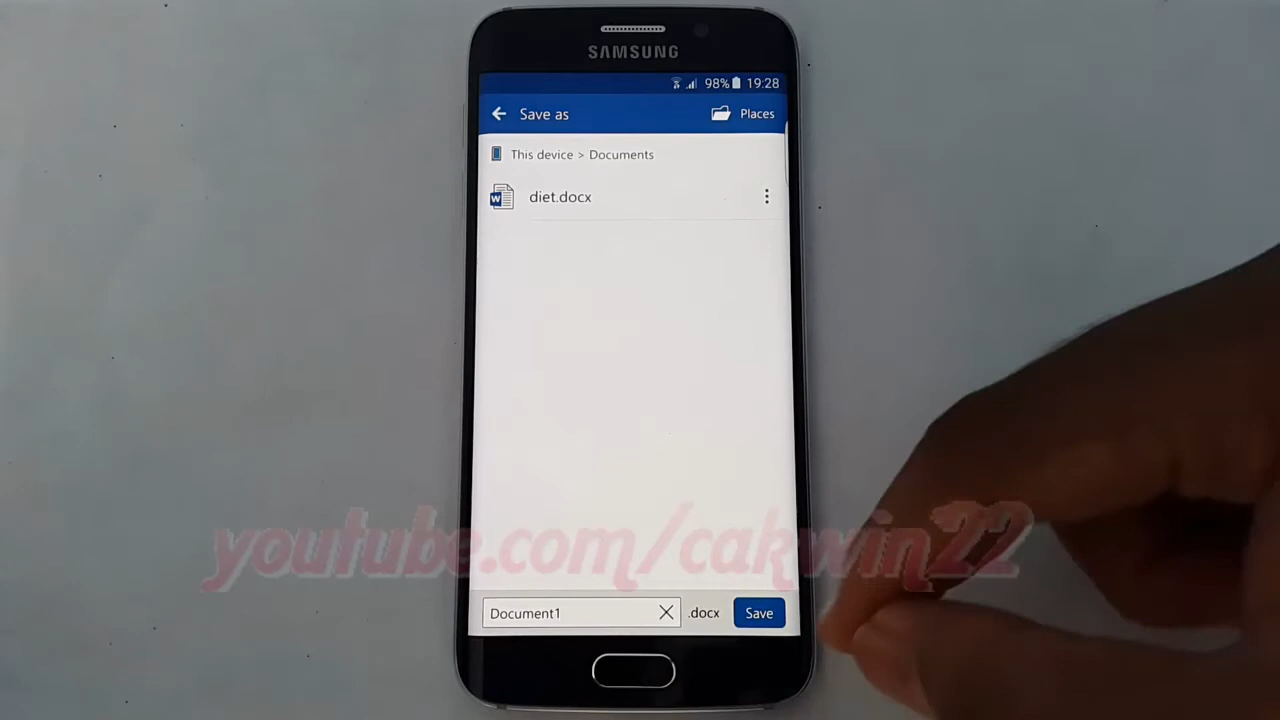 SAMSUNG
98% 19:28
Save as
Places
This device > Documents
W
diet.docx
youtube.com/cakwin22
Document1
.docx
Save